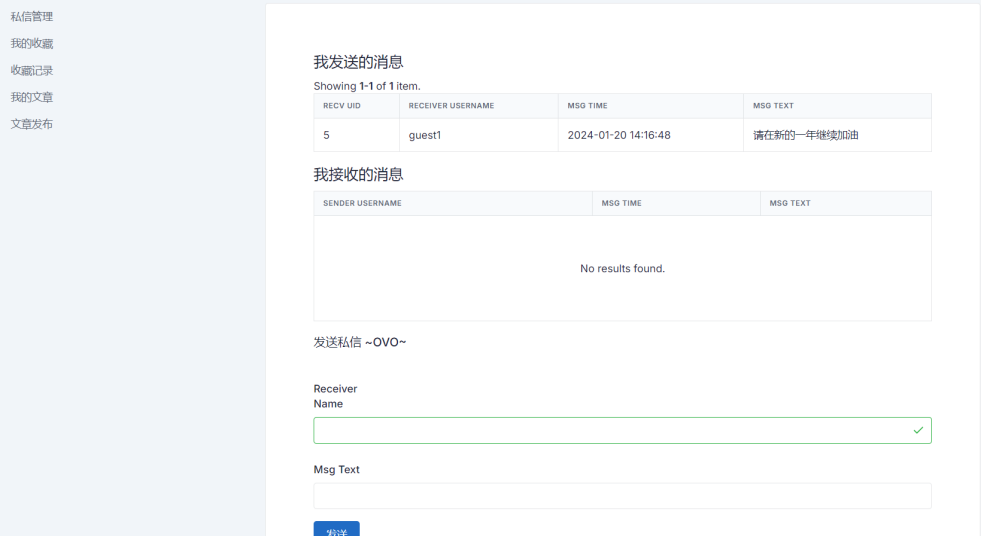 私信管理
我的收藏
收藏记录
我的文章
文章发布
我发送的消息
Showing 1-1 of 1 item.
RECV UID RECEIVER USERNAME MSG TIME MSG TEXT
5 guest1 2024-01-20 14:16:48 请在新的一年继续加油
我接收的消息
SENDER USERNAME MSG TIME MSG TEXT
No results found.
发送私信 ~OVO~
Receiver
Name
Msg Text
发送